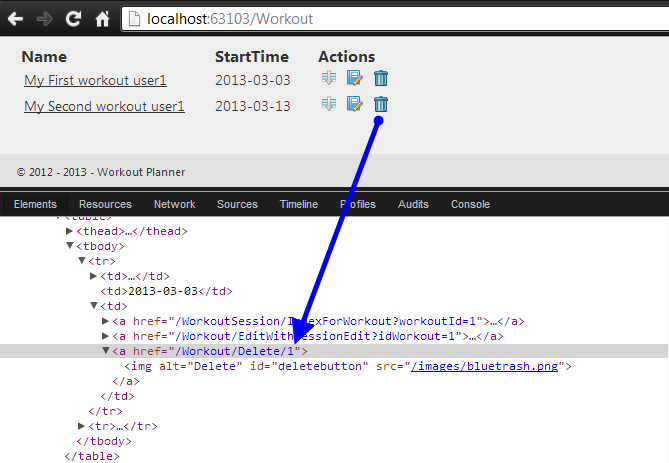 localhost:63103/Workout
Name StartTime Actions
My First workout user1 2013-03-03
My Second workout user1 2013-03-13
© 2012 - 2013 - Workout Planner
Elements Resources Network Sources Timeline Profiles Audits Console
<table>
▶<thead>…</thead>
▼<tbody>
▼<tr>
▶<td>…</td>
<td>2013-03-03</td>
▼<td>
▶<a href="/WorkoutSession/IndexForWorkout?workoutId=1">…</a>
▶<a href="/Workout/EditWithSessionEdit?idWorkout=1">…</a>
▼<a href="/Workout/Delete/1">
<img alt="Delete" id="deletebutton" src="/images/bluetrash.png">
</a>
</td>
</tr>
▶<tr>…</tr>
</tbody>
</table>